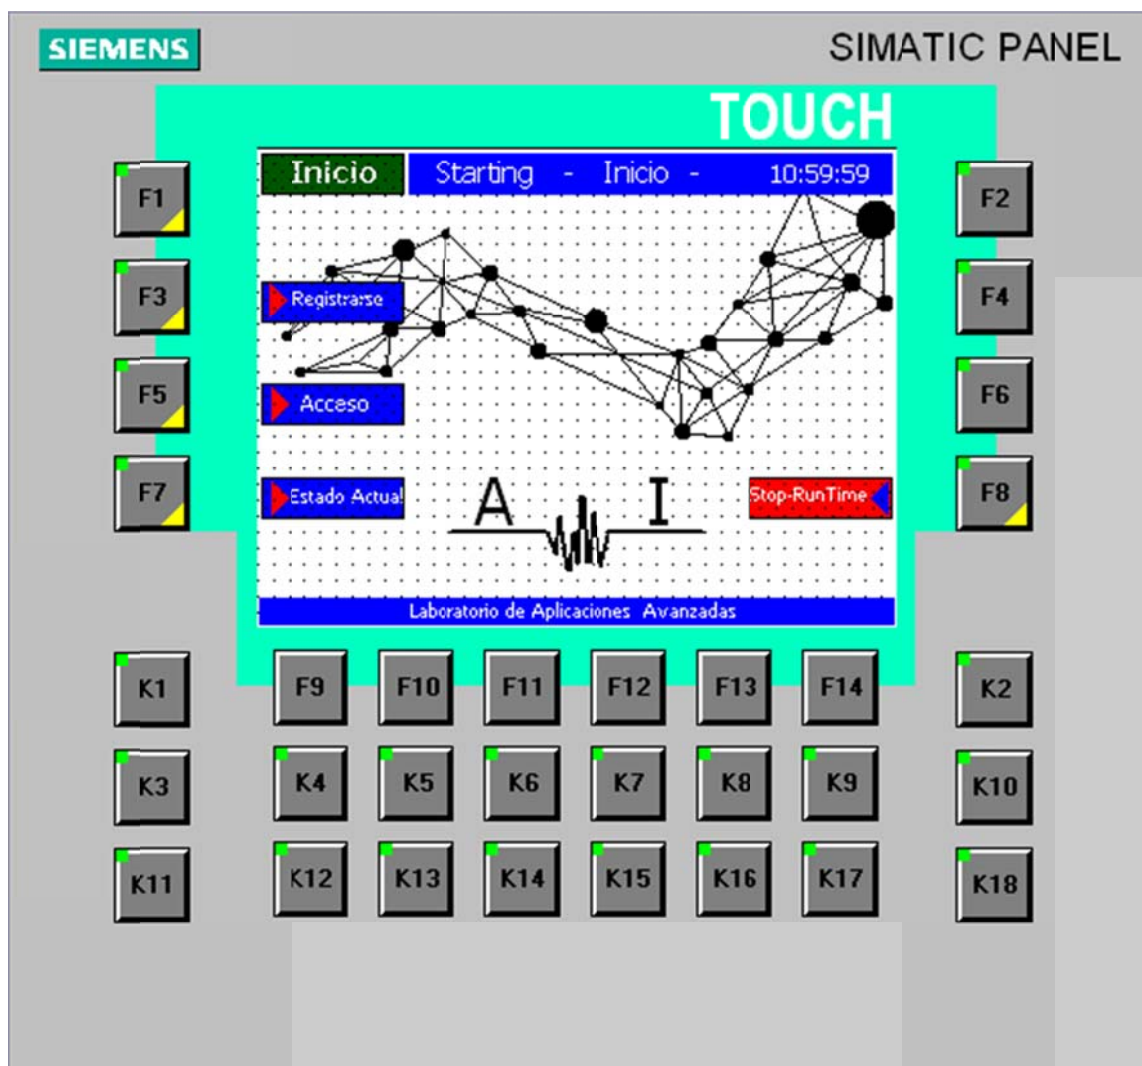 SIEMENS
SIMATIC PANEL
TOUCH
Inicio Starting - Inicio - 10:59:59
F1 F2
Registrarse
F3 F4
Acceso
F5 F6
Estado Actual A I Stop-RunTime
F7 F8
Laboratorio de Aplicaciones Avanzadas
K1 F9 F10 F11 F12 F13 F14 K2
K3 K4 K5 K6 K7 K8 K9 K10
K11 K12 K13 K14 K15 K16 K17 K18